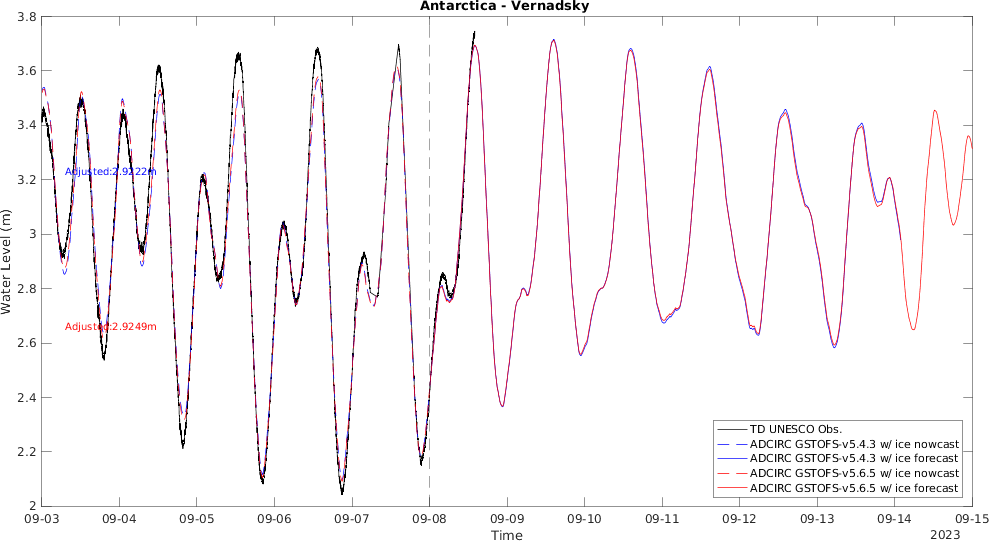 Antarctica - Vernadsky
3.8
3.6
3.4
3.2
3
2.8
2.6
2.4
2.2
2
Water Level (m)
Adjusted:2.9222m
Adjusted:2.9249m
TD UNESCO Obs.
ADCIRC GSTOFS-v5.4.3 w/ ice nowcast
ADCIRC GSTOFS-v5.4.3 w/ ice forecast
ADCIRC GSTOFS-v5.6.5 w/ ice nowcast
ADCIRC GSTOFS-v5.6.5 w/ ice forecast
09-03 09-04 09-05 09-06 09-07 09-08 09-09 09-10 09-11 09-12 09-13 09-14 09-15
Time
2023